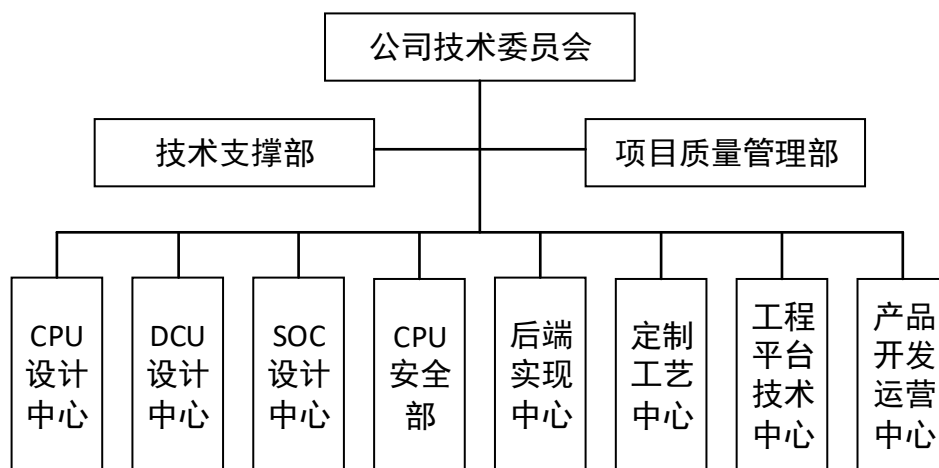 公司技术委员会
技术支撑部
项目质量管理部
CPU
设计
中心
DCU
设计
中心
SOC
设计
中心
CPU
安全
部
后端
实现
中心
定制
工艺
中心
工程
平台
技术
中心
产品
开发
运营
中心